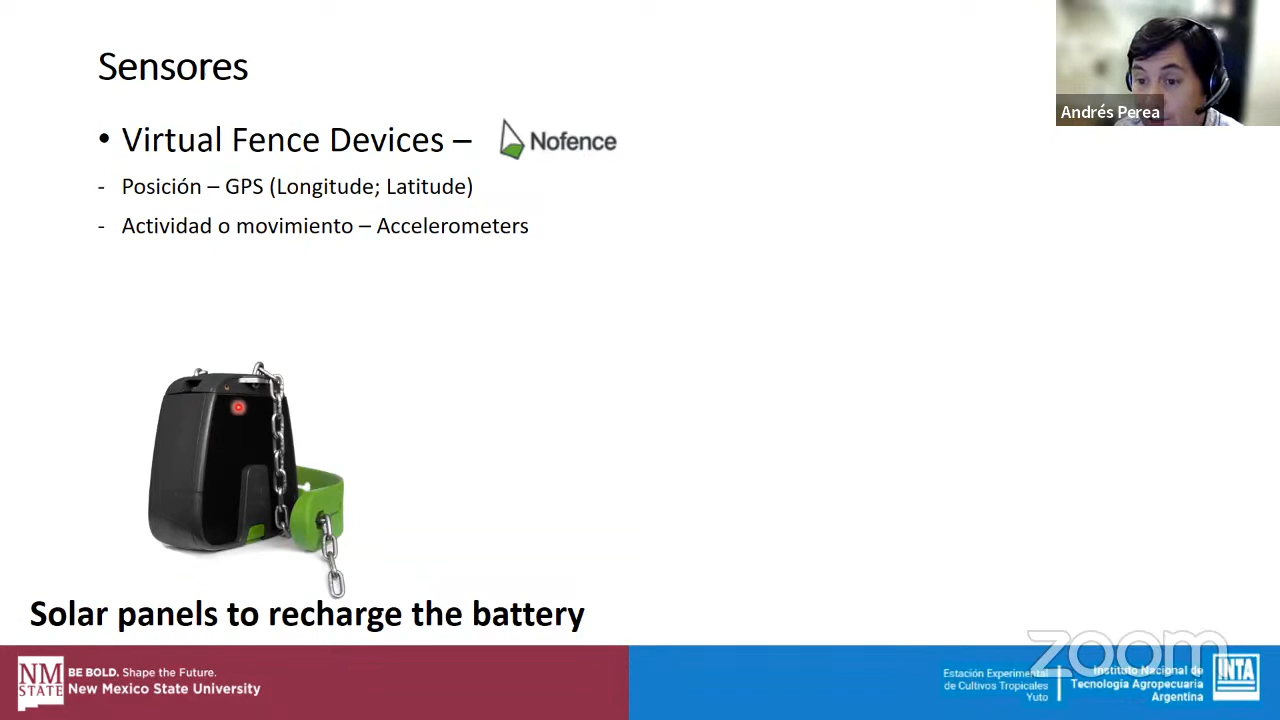 Sensores
Andrés Perea
• Virtual Fence Devices – Nofence
- Posición – GPS (Longitude; Latitude)
- Actividad o movimiento – Accelerometers
Solar panels to recharge the battery
NM
STATE
BE BOLD. Shape the Future.
New Mexico State University
zoom
Estación Experimental
de Cultivos Tropicales
Yuto
Instituto Nacional de
Tecnología Agropecuaria
Argentina
INTA